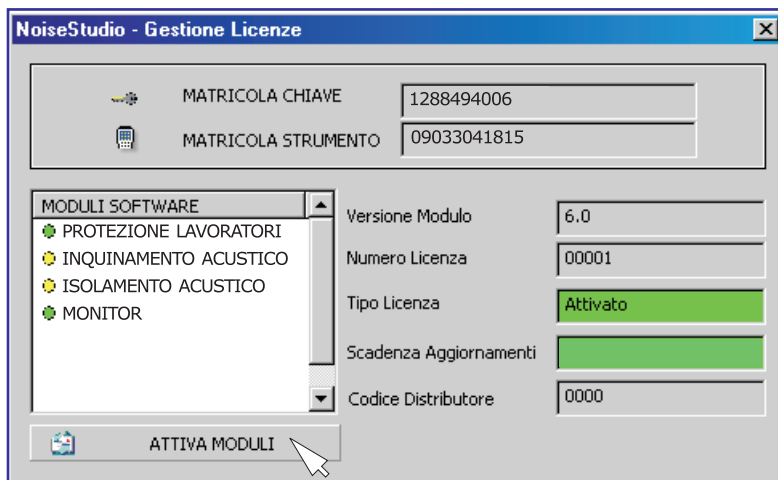 NoiseStudio - Gestione Licenze
MATRICOLA CHIAVE 1288494006
MATRICOLA STRUMENTO 09033041815
MODULI SOFTWARE
PROTEZIONE LAVORATORI
INQUINAMENTO ACUSTICO
ISOLAMENTO ACUSTICO
MONITOR
Versione Modulo 6.0
Numero Licenza 00001
Tipo Licenza Attivato
Scadenza Aggiornamenti
Codice Distributore 0000
ATTIVA MODULI